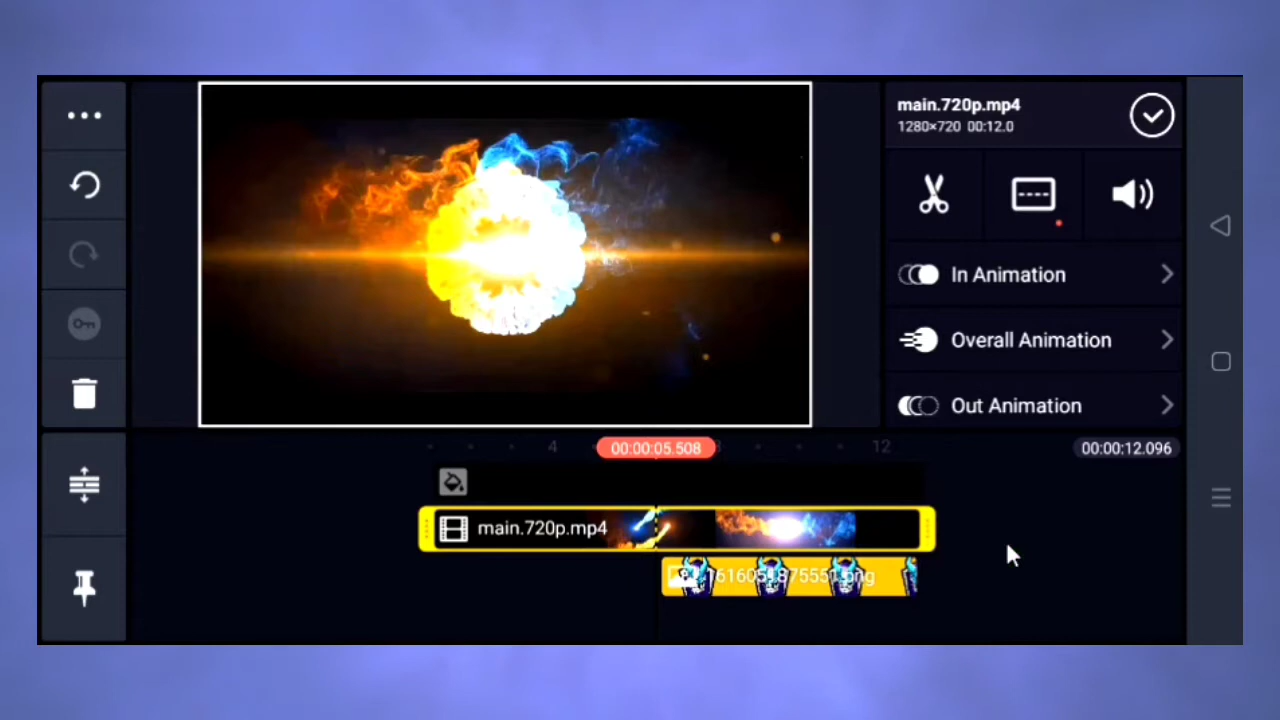 main.720p.mp4
1280×720 00:12.0
In Animation
Overall Animation
Out Animation
4
00:00:05.508
8
12
00:00:12.096
main.720p.mp4